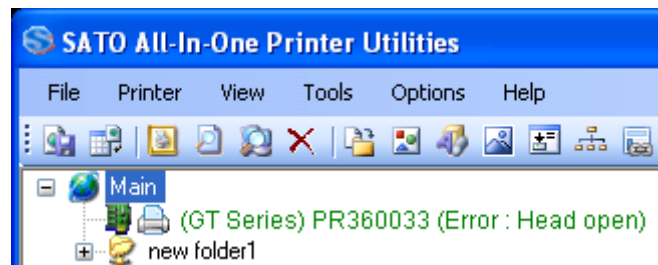 SATO All-In-One Printer Utilities
File Printer View Tools Options Help
Main
(GT Series) PR360033 (Error : Head open)
new folder1